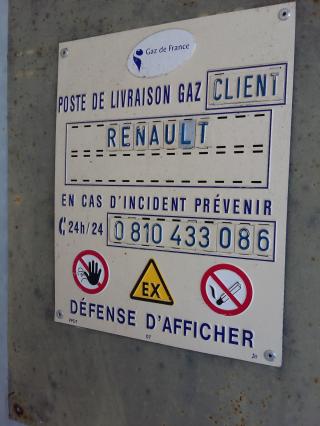 Gaz de France
POSTE DE LIVRAISON GAZ CLIENT
RENAULT
EN CAS D'INCIDENT PRÉVENIR
24h/24 0 810 433 086
EX
DÉFENSE D'AFFICHER
07